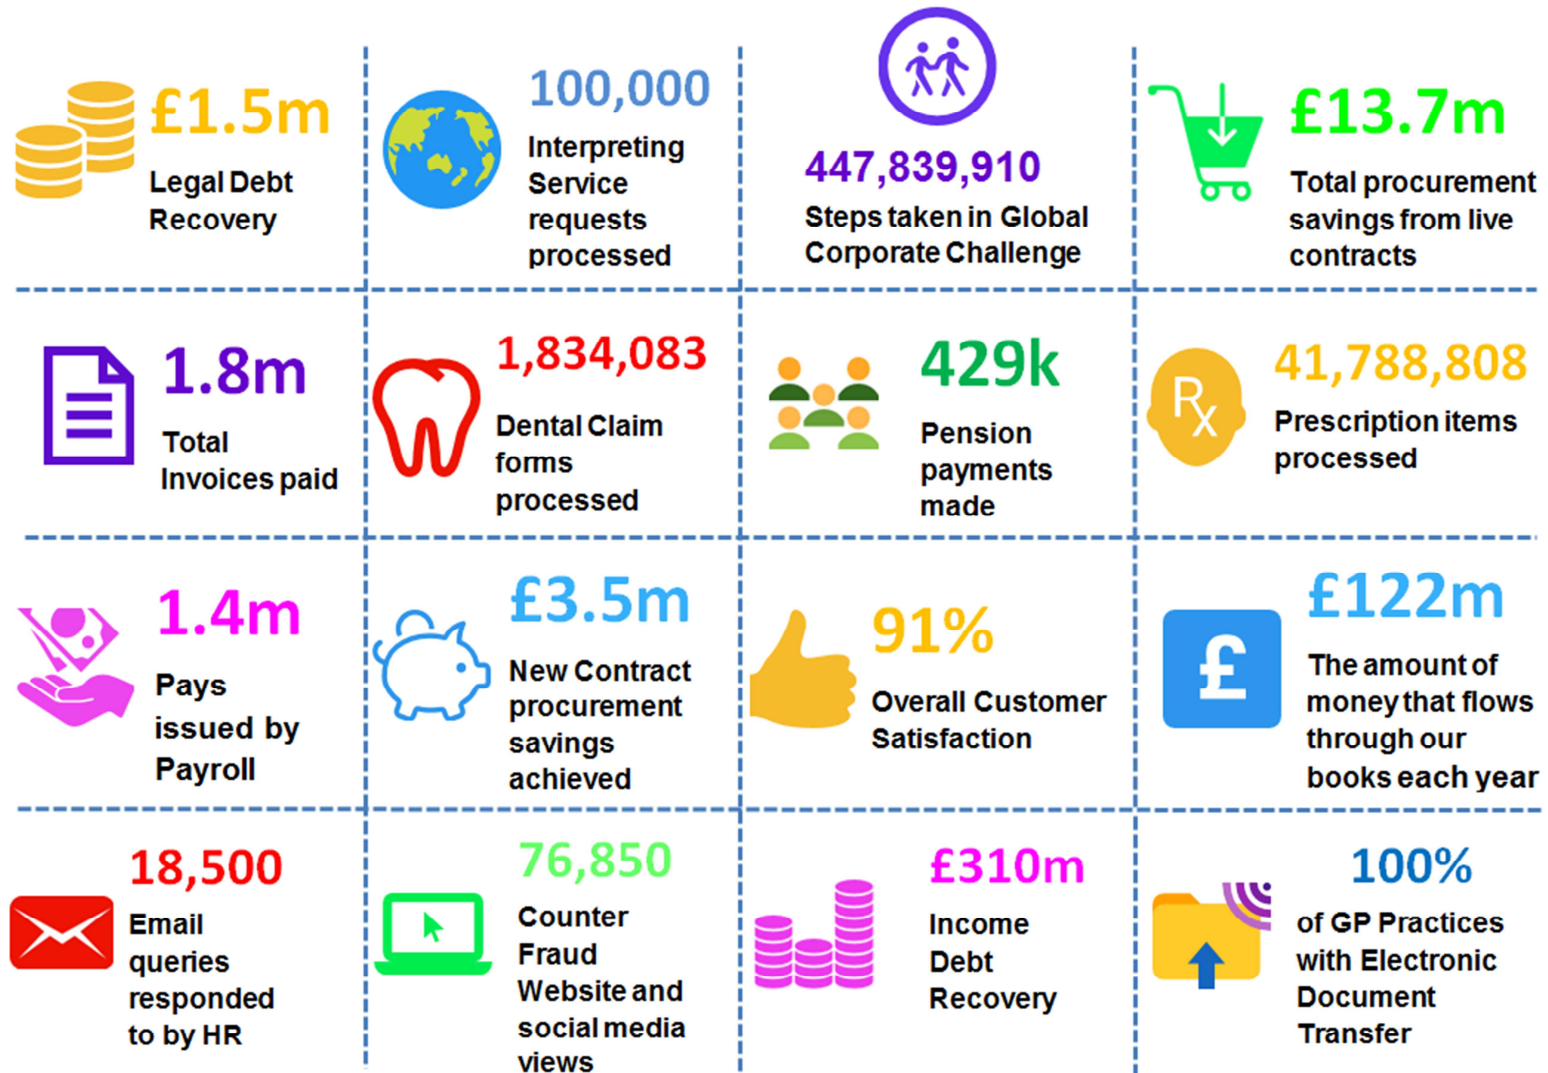 £1.5m
Legal Debt
Recovery
100,000
Interpreting
Service
requests
processed
447,839,910
Steps taken in Global
Corporate Challenge
£13.7m
Total procurement
savings from live
contracts
1.8m
Total
Invoices paid
1,834,083
Dental Claim
forms
processed
429k
Pension
payments
made
Rx
41,788,808
Prescription items
processed
1.4m
Pays
issued by
Payroll
£3.5m
New Contract
procurement
savings
achieved
91%
Overall Customer
Satisfaction
£
£122m
The amount of
money that flows
through our
books each year
18,500
Email
queries
responded
to by HR
76,850
Counter
Fraud
Website and
social media
views
£310m
Income
Debt
Recovery
100%
of GP Practices
with Electronic
Document
Transfer